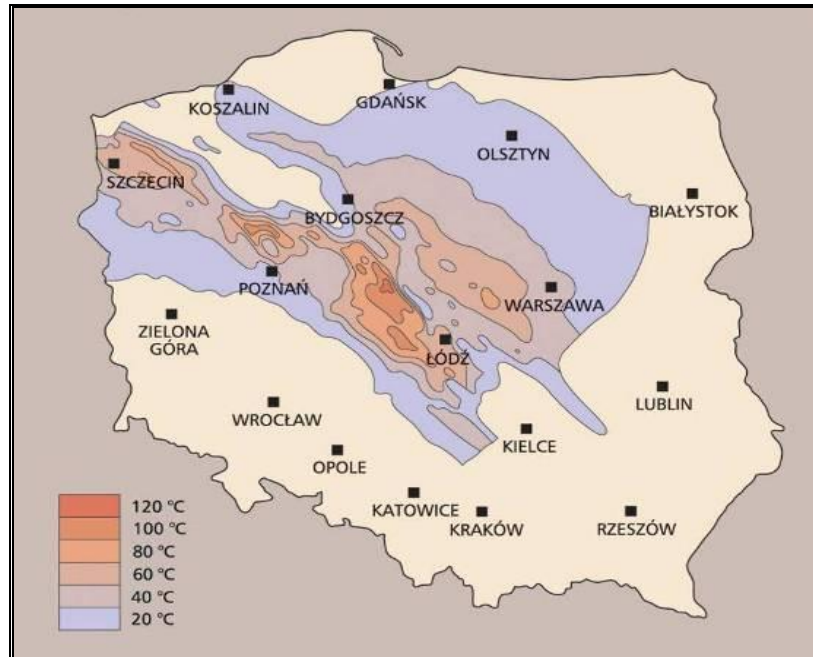 KOSZALIN
GDAŃSK
OLSZTYN
SZCZECIN
BYDGOSZCZ
BIAŁYSTOK
POZNAŃ
WARSZAWA
ZIELONA
GÓRA
ŁÓDŹ
WROCŁAW
LUBLIN
KIELCE
OPOLE
KATOWICE
KRAKÓW
RZESZÓW
120 °C
100 °C
80 °C
60 °C
40 °C
20 °C